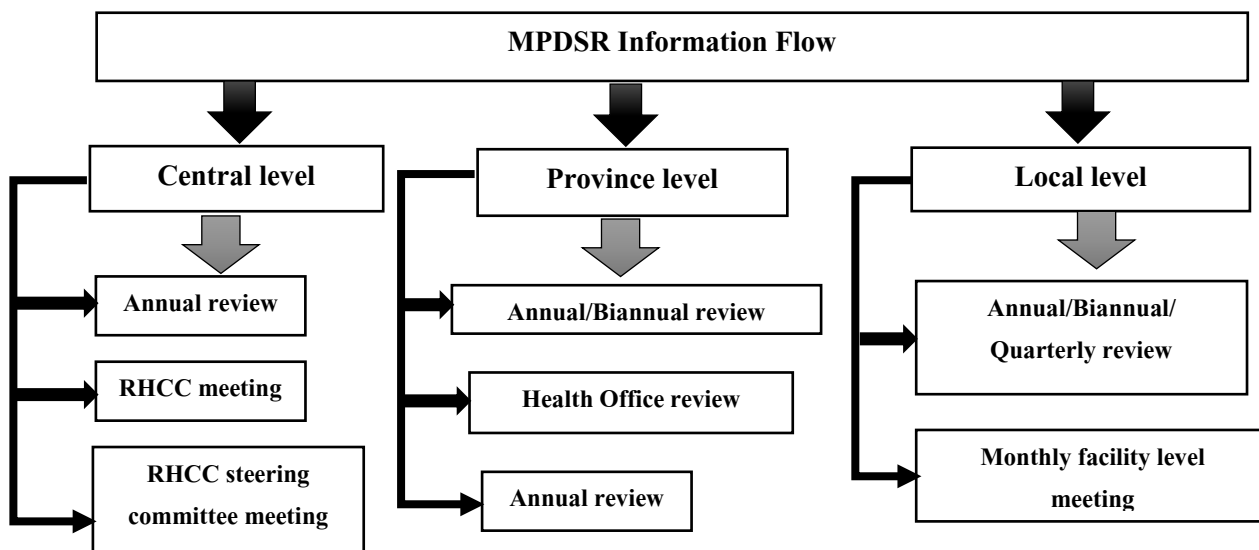 MPDSR Information Flow
Central level
Annual review
RHCC meeting
RHCC steering
committee meeting
Province level
Annual/Biannual review
Health Office review
Annual review
Local level
Annual/Biannual/
Quarterly review
Monthly facility level
meeting